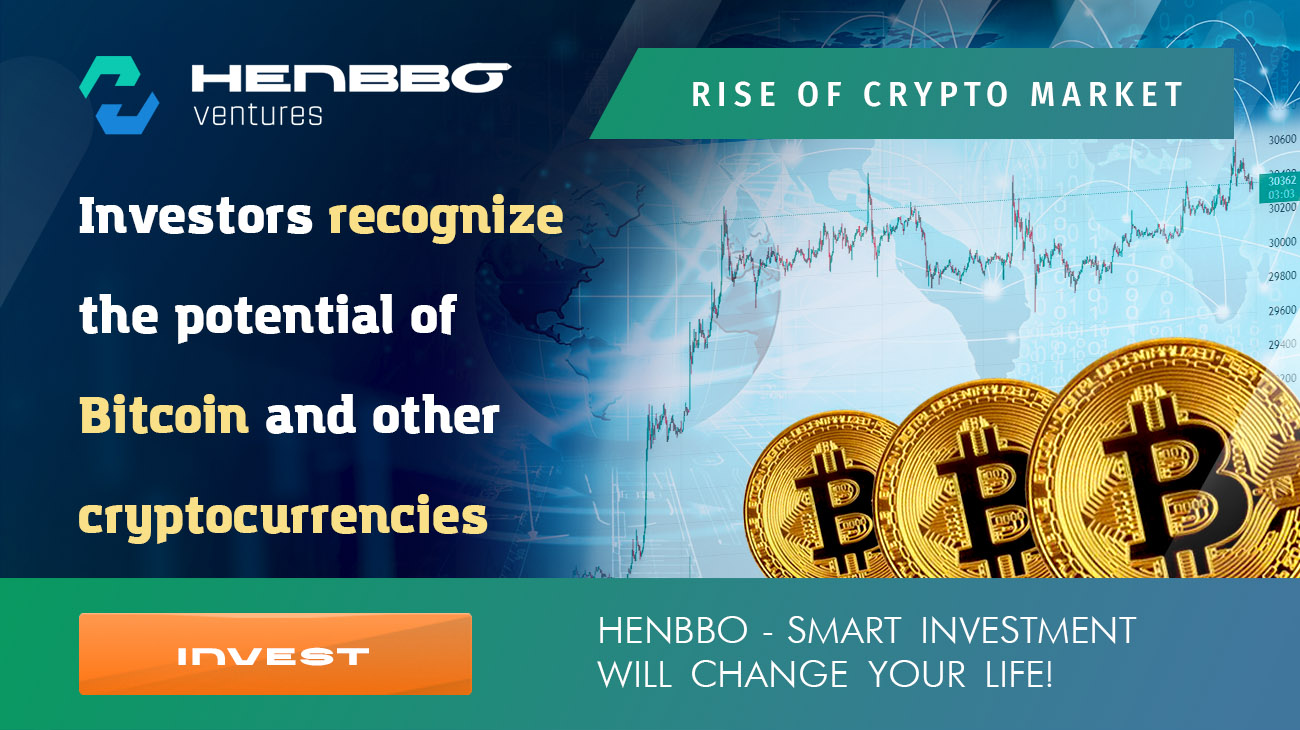 HENBBO
ventures
RISE OF CRYPTO MARKET
Investors recognize
the potential of
Bitcoin and other
cryptocurrencies
30600
30362
03:03
30200
30000
29800
29600
29400
DECENTRALIZED
INVEST
HENBBO - SMART INVESTMENT
WILL CHANGE YOUR LIFE!